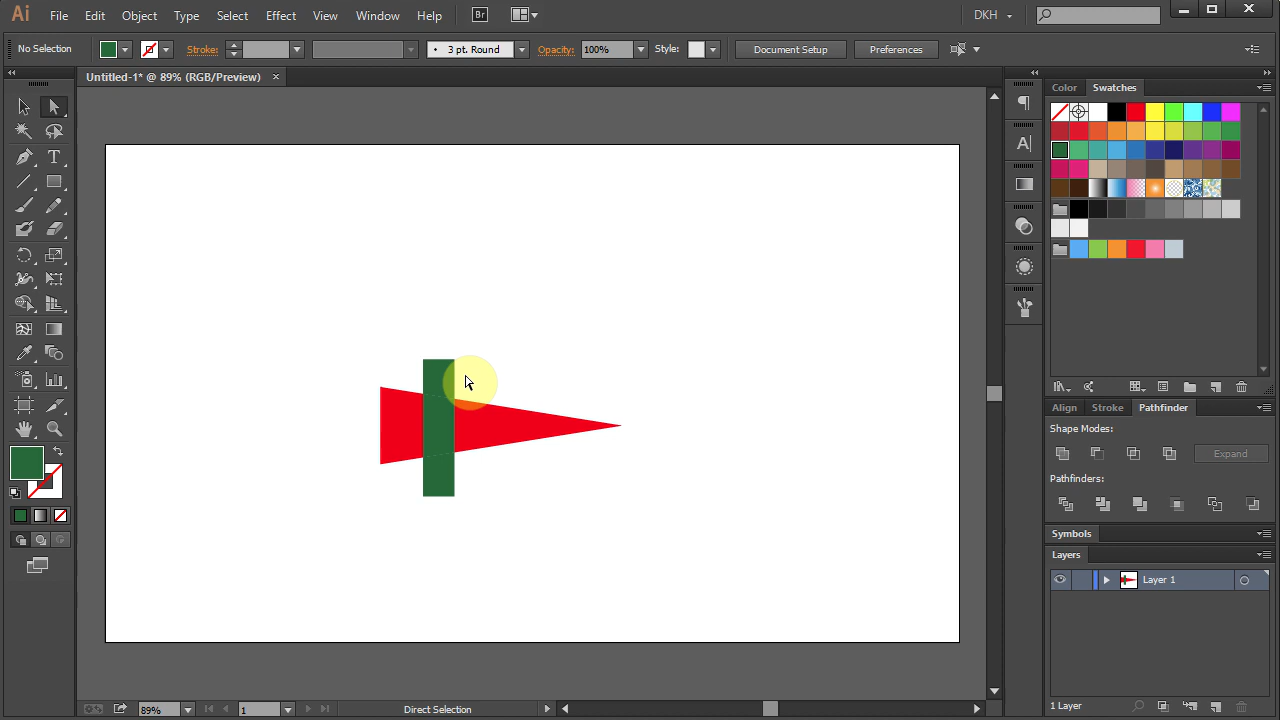 Ai File Edit Object Type Select Effect View Window Help Br DKH
No Selection Stroke: 3 pt. Round Opacity: 100% Style: Document Setup Preferences
Untitled-1* @ 89% (RGB/Preview)
Color Swatches
Align Stroke Pathfinder
Shape Modes:
Expand
Pathfinders:
Symbols
Layers
Layer 1
1 Layer
89% 1 Direct Selection